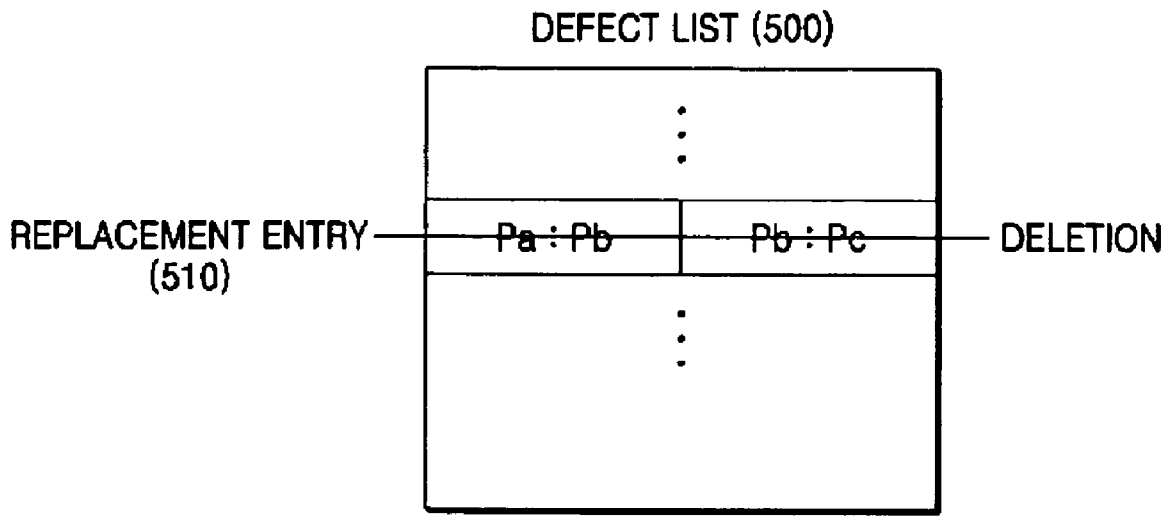 DEFECT LIST (500)
REPLACEMENT ENTRY Pa : Pb Pb : Pc DELETION
(510)